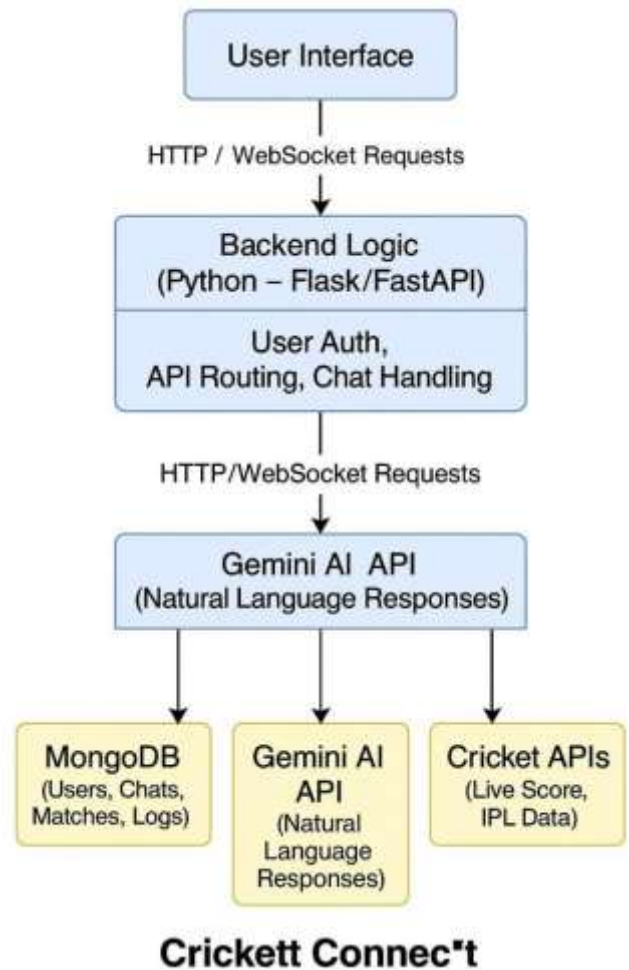 User Interface
HTTP / WebSocket Requests
Backend Logic
(Python – Flask/FastAPI)
User Auth,
API Routing, Chat Handling
HTTP/WebSocket Requests
Gemini AI API
(Natural Language Responses)
MongoDB
(Users, Chats,
Matches, Logs)
Gemini AI
API
(Natural
Language
Responses)
Cricket APIs
(Live Score,
IPL Data)
Crickett Connec"t